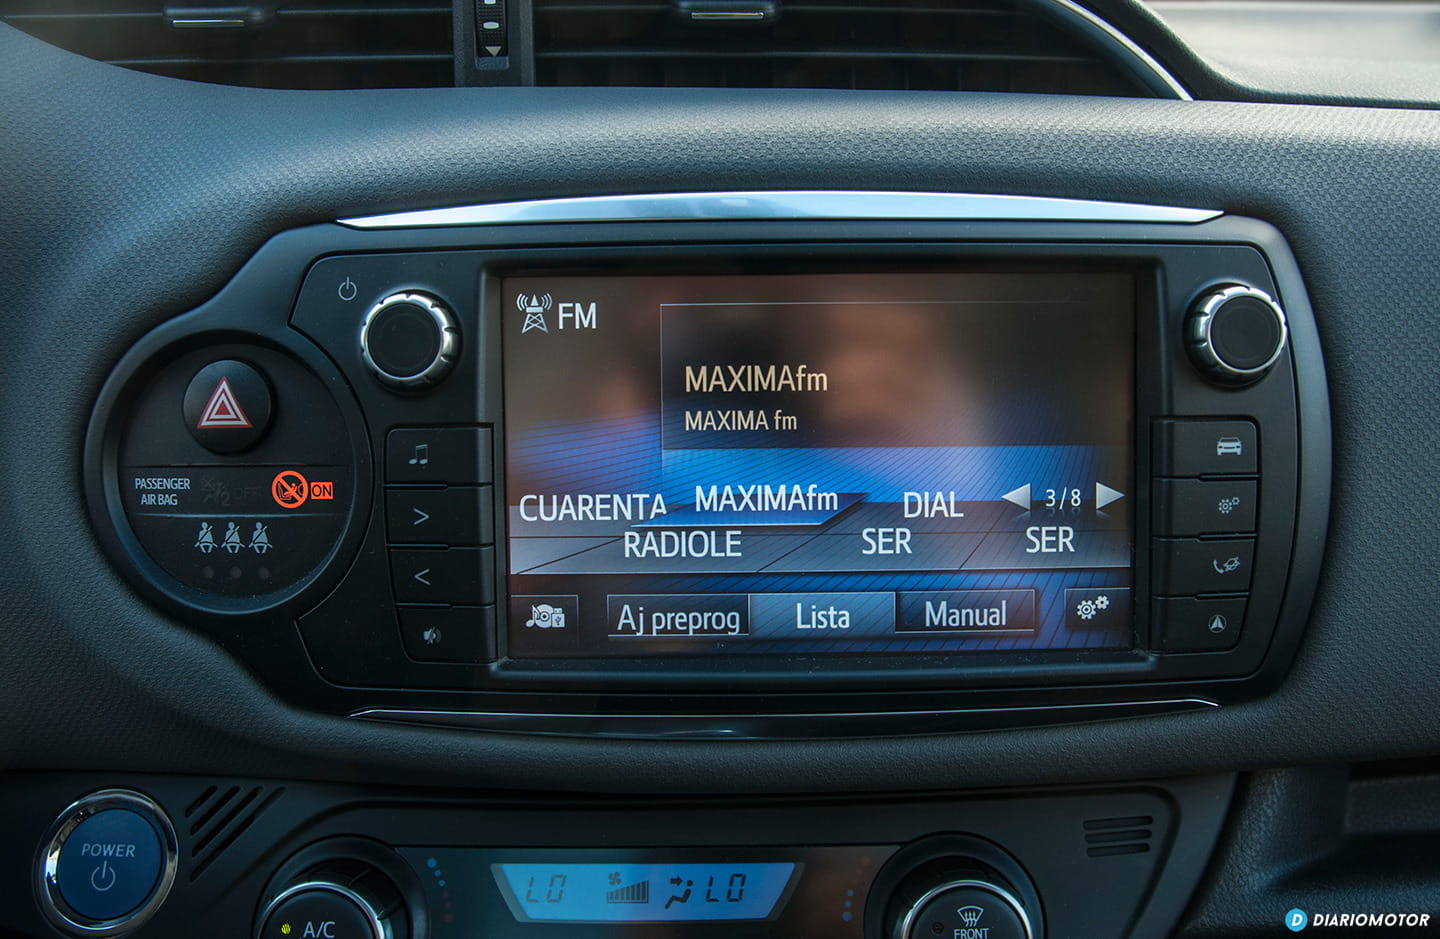 FM
MAXIMAfm
MAXIMA fm
CUARENTA MAXIMAfm DIAL 3/8
RADIOLE SER SER
Aj preprog Lista Manual
PASSENGER
AIR BAG
OFF
ON
POWER
A/C
LO LO
FRONT
DIARIOMOTOR